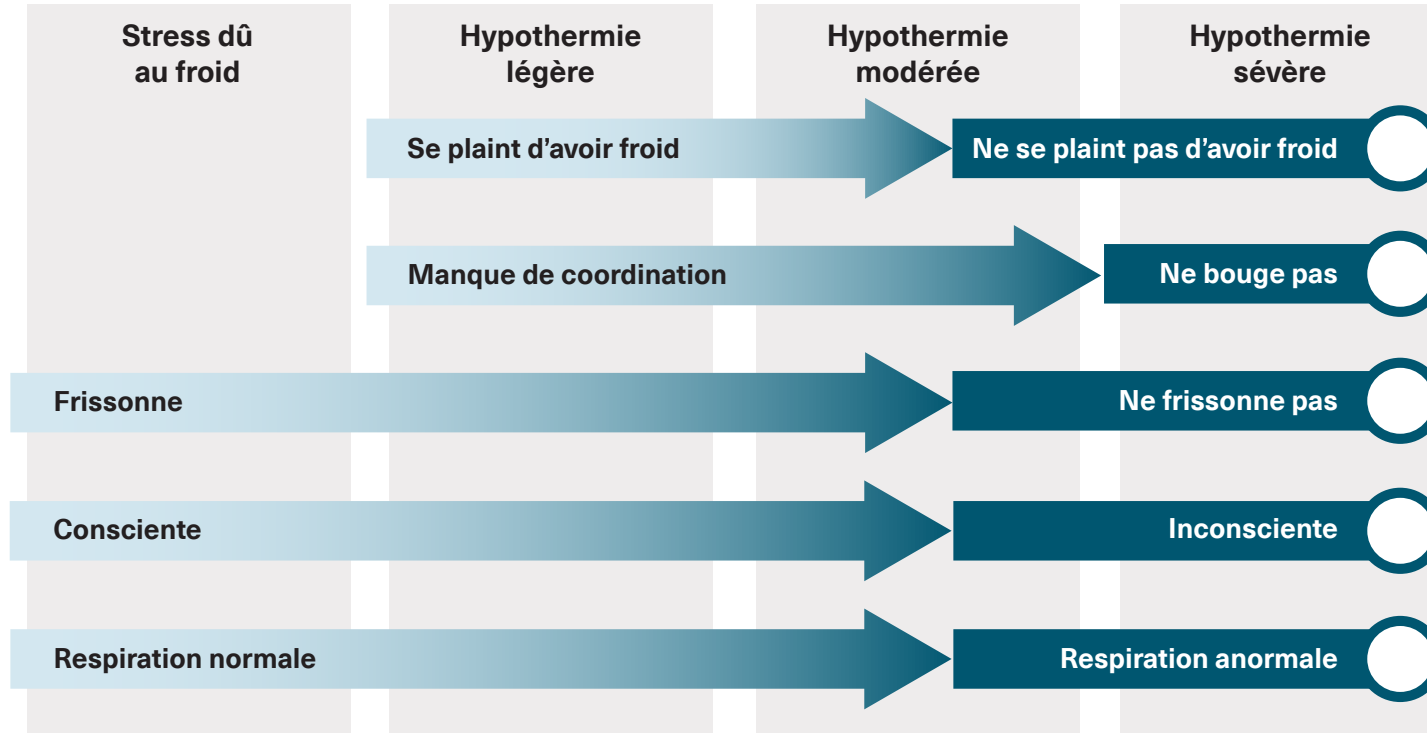 Stress dû
au froid
Hypothermie
légère
Hypothermie
modérée
Hypothermie
sévère
Se plaint d’avoir froid
Ne se plaint pas d’avoir froid
Manque de coordination
Ne bouge pas
Frissonne
Ne frissonne pas
Consciente
Inconsciente
Respiration normale
Respiration anormale